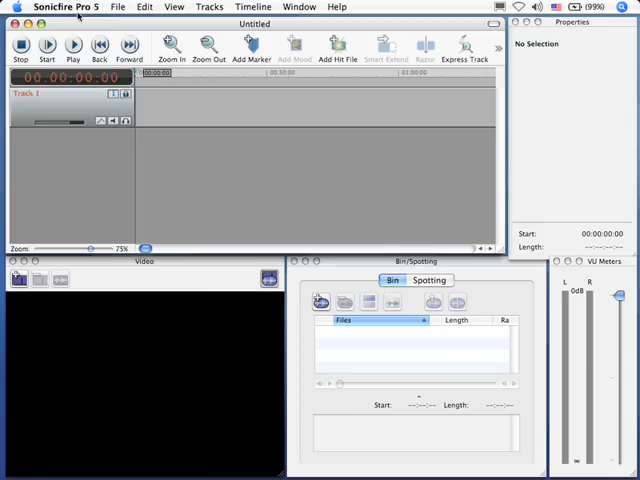 Sonicfire Pro 5 File Edit View Tracks Timeline Window Help (99%)
Untitled
Properties
Stop Start Play Back Forward Zoom In Zoom Out Add Marker Add Mood Add Hit File Smart Extend Razor Express Track
No Selection
00:00:00.00 00:00:00 00:30:00 01:00:00
Track 1
Start: 00:00:00:00
Length: --:--:--
Zoom: 75%
Video
Bin/Spotting
VU Meters
Bin Spotting
L R
0dB
Files Length Ra
Start: --:--:-- Length: --:--:--
∞